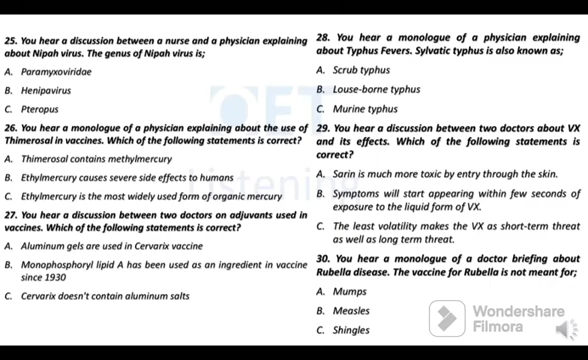 25. You hear a discussion between a nurse and a physician explaining
about Nipah virus. The genus of Nipah virus is;
A. Paramyxoviridae
B. Henipavirus
C. Pteropus
26. You hear a monologue of a physician explaining about the use of
Thimerosal in vaccines. Which of the following statements is correct?
A. Thimerosal contains methylmercury
B. Ethylmercury causes severe side effects to humans
C. Ethylmercury is the most widely used form of organic mercury
27. You hear a discussion between two doctors on adjuvants used in
vaccines. Which of the following statements is correct?
A. Aluminum gels are used in Cervarix vaccine
B. Monophosphoryl lipid A has been used as an ingredient in vaccine
since 1930
C. Cervarix doesn't contain aluminum salts
28. You hear a monologue of a physician explaining
about Typhus Fevers. Sylvatic typhus is also known as;
A. Scrub typhus
B. Louse-borne typhus
C. Murine typhus
29. You hear a discussion between two doctors about VX
and its effects. Which of the following statements is
correct?
A. Sarin is much more toxic by entry through the skin.
B. Symptoms will start appearing within few seconds of
exposure to the liquid form of VX.
C. The least volatility makes the VX as short-term threat
as well as long term threat.
30. You hear a monologue of a doctor briefing about
Rubella disease. The vaccine for Rubella is not meant for;
A. Mumps
B. Measles
C. Shingles
OET
Listening
Wondershare
Filmora